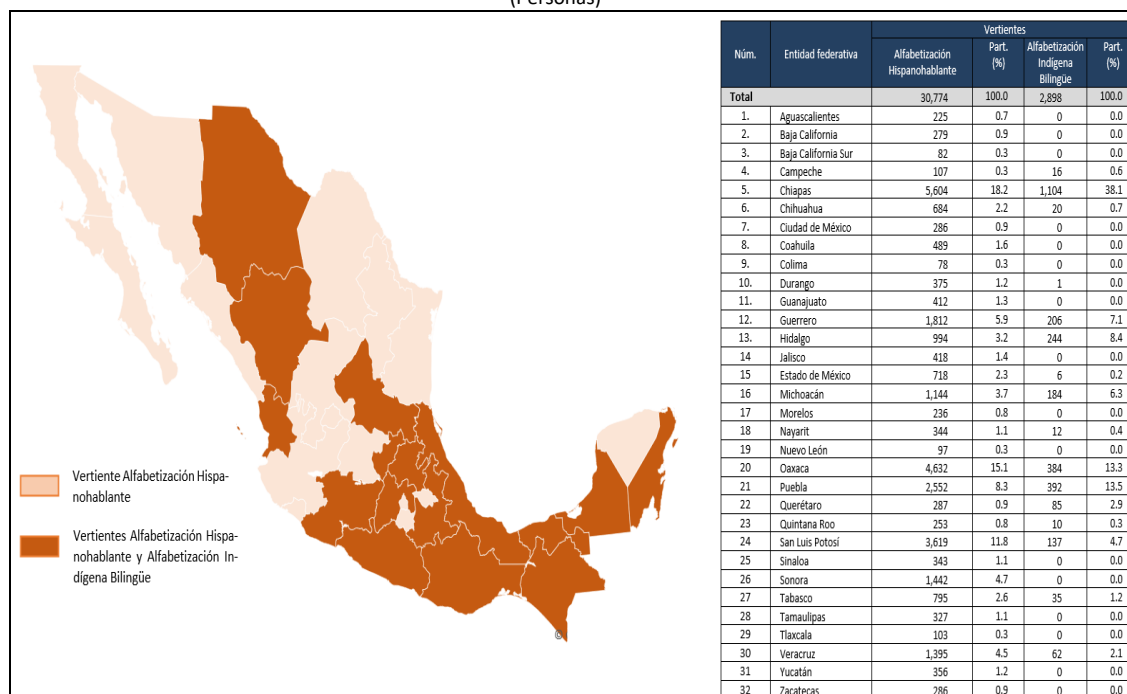 (Personas)
Vertiente Alfabetización Hispa-
nohablante
Vertientes Alfabetización Hispa-
nohablante y Alfabetización In-
dígena Bilingüe
©
Núm. Entidad federativa Vertientes
Alfabetización Hispanohablante Part. (%) Alfabetización Indígena Bilingüe Part. (%)
Total 30,774 100.0 2,898 100.0
1. Aguascalientes 225 0.7 0 0.0
2. Baja California 279 0.9 0 0.0
3. Baja California Sur 82 0.3 0 0.0
4. Campeche 107 0.3 16 0.6
5. Chiapas 5,604 18.2 1,104 38.1
6. Chihuahua 684 2.2 20 0.7
7. Ciudad de México 286 0.9 0 0.0
8. Coahuila 489 1.6 0 0.0
9. Colima 78 0.3 0 0.0
10. Durango 375 1.2 1 0.0
11. Guanajuato 412 1.3 0 0.0
12. Guerrero 1,812 5.9 206 7.1
13. Hidalgo 994 3.2 244 8.4
14 Jalisco 418 1.4 0 0.0
15 Estado de México 718 2.3 6 0.2
16 Michoacán 1,144 3.7 184 6.3
17 Morelos 236 0.8 0 0.0
18 Nayarit 344 1.1 12 0.4
19 Nuevo León 97 0.3 0 0.0
20 Oaxaca 4,632 15.1 384 13.3
21 Puebla 2,552 8.3 392 13.5
22 Querétaro 287 0.9 85 2.9
23 Quintana Roo 253 0.8 10 0.3
24 San Luis Potosí 3,619 11.8 137 4.7
25 Sinaloa 343 1.1 0 0.0
26 Sonora 1,442 4.7 0 0.0
27 Tabasco 795 2.6 35 1.2
28 Tamaulipas 327 1.1 0 0.0
29 Tlaxcala 103 0.3 0 0.0
30 Veracruz 1,395 4.5 62 2.1
31 Yucatán 356 1.2 0 0.0
32 Zacatecas 286 0.9 0 0.0